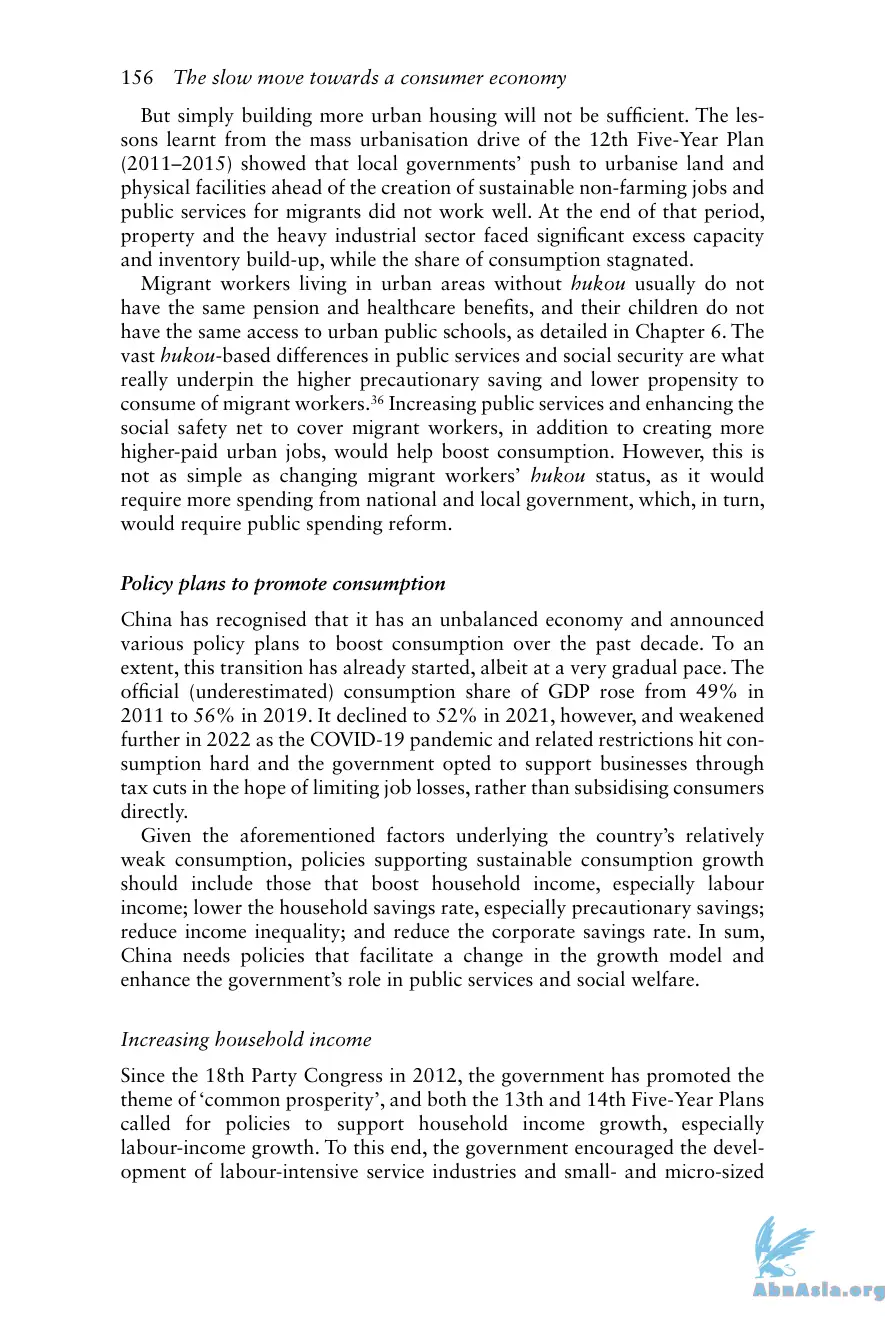 156 The slow move towards a consumer economy
But simply building more urban housing will not be sufficient. The les-
sons learnt from the mass urbanisation drive of the 12th Five-Year Plan
(2011–2015) showed that local governments’ push to urbanise land and
physical facilities ahead of the creation of sustainable non-farming jobs and
public services for migrants did not work well. At the end of that period,
property and the heavy industrial sector faced significant excess capacity
and inventory build-up, while the share of consumption stagnated.
Migrant workers living in urban areas without hukou usually do not
have the same pension and healthcare benefits, and their children do not
have the same access to urban public schools, as detailed in Chapter 6. The
vast hukou-based differences in public services and social security are what
really underpin the higher precautionary saving and lower propensity to
consume of migrant workers.³⁶ Increasing public services and enhancing the
social safety net to cover migrant workers, in addition to creating more
higher-paid urban jobs, would help boost consumption. However, this is
not as simple as changing migrant workers’ hukou status, as it would
require more spending from national and local government, which, in turn,
would require public spending reform.
Policy plans to promote consumption
China has recognised that it has an unbalanced economy and announced
various policy plans to boost consumption over the past decade. To an
extent, this transition has already started, albeit at a very gradual pace. The
official (underestimated) consumption share of GDP rose from 49% in
2011 to 56% in 2019. It declined to 52% in 2021, however, and weakened
further in 2022 as the COVID-19 pandemic and related restrictions hit con-
sumption hard and the government opted to support businesses through
tax cuts in the hope of limiting job losses, rather than subsidising consumers
directly.
Given the aforementioned factors underlying the country’s relatively
weak consumption, policies supporting sustainable consumption growth
should include those that boost household income, especially labour
income; lower the household savings rate, especially precautionary savings;
reduce income inequality; and reduce the corporate savings rate. In sum,
China needs policies that facilitate a change in the growth model and
enhance the government’s role in public services and social welfare.
Increasing household income
Since the 18th Party Congress in 2012, the government has promoted the
theme of ‘common prosperity’, and both the 13th and 14th Five-Year Plans
called for policies to support household income growth, especially
labour-income growth. To this end, the government encouraged the devel-
opment of labour-intensive service industries and small- and micro-sized
AbnAsia.org